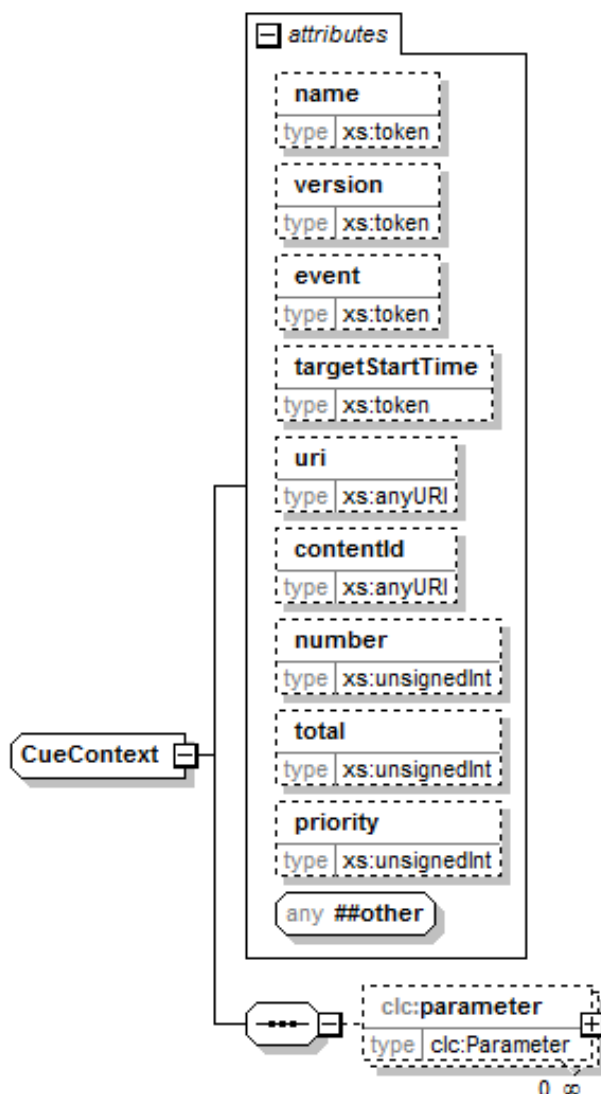 attributes
name
type xs:token
version
type xs:token
event
type xs:token
targetStartTime
type xs:token
uri
type xs:anyURI
contentId
type xs:anyURI
number
type xs:unsignedInt
total
type xs:unsignedInt
priority
type xs:unsignedInt
any ##other
CueContext
clc:parameter
type clc:Parameter
0 ∞